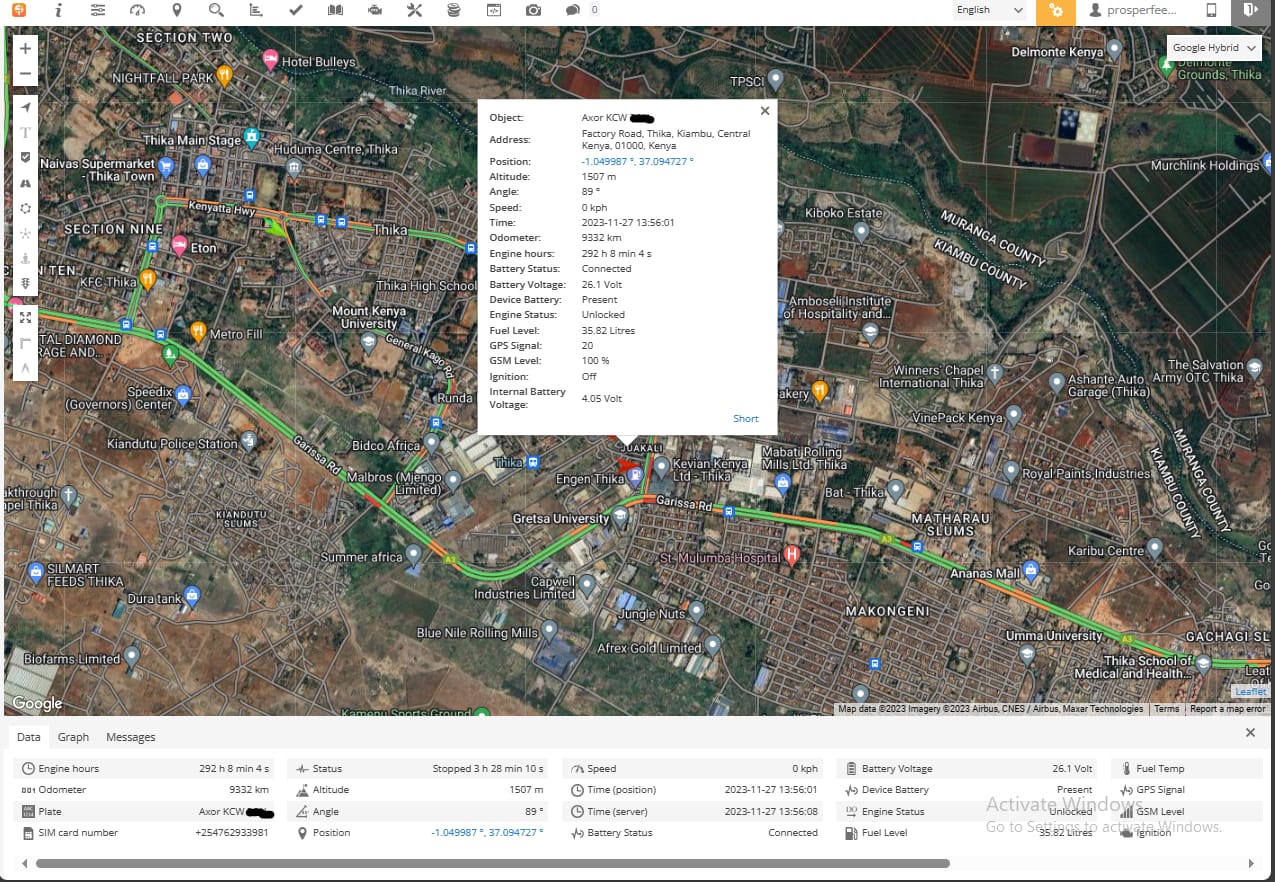 0
English
prosperfee...
Google Hybrid
SECTION TWO
Hotel Bulleys
NIGHTFALL PARK
Thika River
TPSCI
Delmonte Kenya
Delmonte
Grounds, Thika
Thika Main Stage
Huduma Centre, Thika
Naivas Supermarket
- Thika Town
Murchlink Holdings
Kenyatta Hwy
SECTION NINE
Thika
Eton
Kiboko Estate
MURANGA COUNTY
KIAMBU COUNTY
TEN
KFC Thika
Thika High School
Mount Kenya
University
General Kago Rd
Metro Fill
TAL DIAMOND
RAGE AND...
Amboseli Institute
of Hospitality and...
Winners' Chapel
International Thika
Ashante Auto
Garage (Thika)
The Salvation
Army OTC Thika
Speedix
(Governors) Center
Runda
akery
VinePack Kenya
Kiandutu Police Station
Garissa Rd
Bidco Africa
Thika
JUAKALI
Mabati Rolling
Mills Ltd. Thika
Kevian Kenya
Ltd - Thika
Engen Thika
Malbros (Mjengo
Limited)
Royal Paints Industries
MURANGA COUNTY
KIAMBU COUNTY
akthrough
apel Thika
KIANDUTU
SLUMS
Bat - Thika
Garissa Rd
Gretsa University
MATHARAU
SLUMS
Summer africa
A3
A3
St. Mulumba Hospital
Karibu Centre
SILMART
FEEDS THIKA
Dura tank
Capwell
Industries Limited
Ananas Mall
Jungle Nuts
MAKONGENI
Blue Nile Rolling Mills
Afrex Gold Limited
Umma University
A3
GACHAGI SL
Biofarms Limited
Thika School of
Medical and Health...
Kamenu Sports Ground
Google
Leaflet
Map data ©2023 Imagery ©2023 Airbus, CNES / Airbus, Maxar Technologies
Terms
Report a map error
Object: Axor KCW
Address: Factory Road, Thika, Kiambu, Central
Kenya, 01000, Kenya
Position: -1.049987 °, 37.094727 °
Altitude: 1507 m
Angle: 89 °
Speed: 0 kph
Time: 2023-11-27 13:56:01
Odometer: 9332 km
Engine hours: 292 h 8 min 4 s
Battery Status: Connected
Battery Voltage: 26.1 Volt
Device Battery: Present
Engine Status: Unlocked
Fuel Level: 35.82 Litres
GPS Signal: 20
GSM Level: 100 %
Ignition: Off
Internal Battery
Voltage: 4.05 Volt
Short
Data Graph Messages
Engine hours 292 h 8 min 4 s Status Stopped 3 h 28 min 10 s Speed 0 kph Battery Voltage 26.1 Volt Fuel Temp
Odometer 9332 km Altitude 1507 m Time (position) 2023-11-27 13:56:01 Device Battery Present GPS Signal
Plate Axor KCW Angle 89 ° Time (server) 2023-11-27 13:56:08 Engine Status Unlocked GSM Level
SIM card number +254762933981 Position -1.049987 °, 37.094727 ° Battery Status Connected Fuel Level 35.82 Litres Ignition
Activate Windows
Go to Settings to activate Windows.